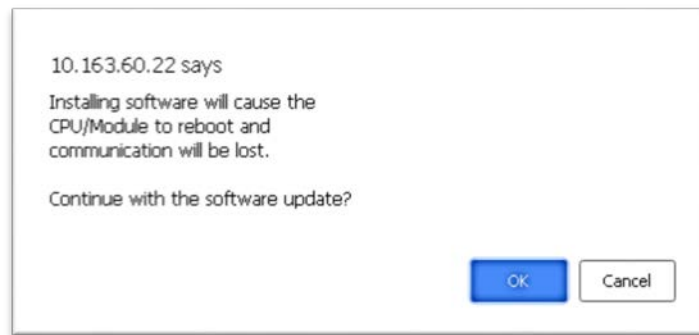 10.163.60.22 says
Installing software will cause the
CPU/Module to reboot and
communication will be lost.
Continue with the software update?
OK
Cancel